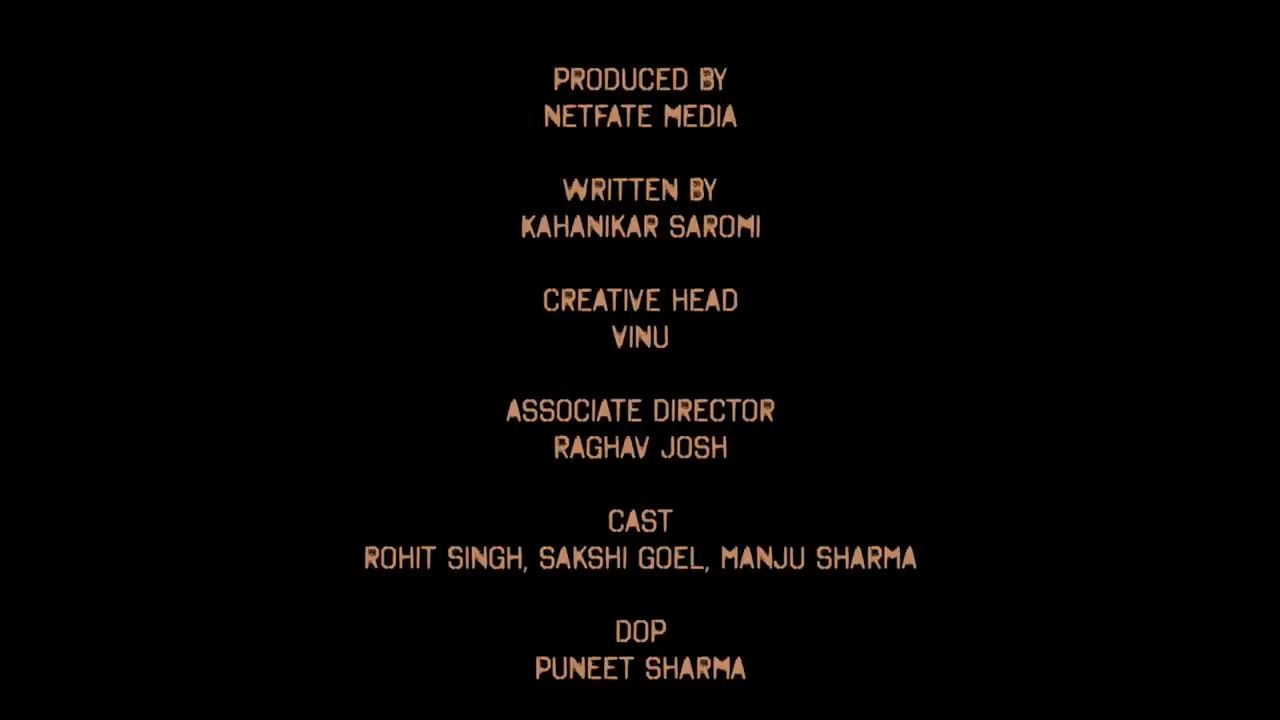 PRODUCED BY
NETFATE MEDIA
WRITTEN BY
KAHANIKAR SAROMI
CREATIVE HEAD
VINU
ASSOCIATE DIRECTOR
RAGHAV JOSH
CAST
ROHIT SINGH, SAKSHI GOEL, MANJU SHARMA
DOP
PUNEET SHARMA